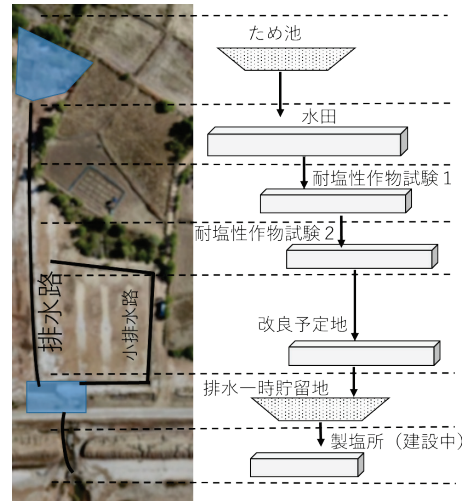 ため池
水田
耐塩性作物試験１
耐塩性作物試験２
排水路
小排水路
改良予定地
排水一時貯留地
製塩所（建設中）